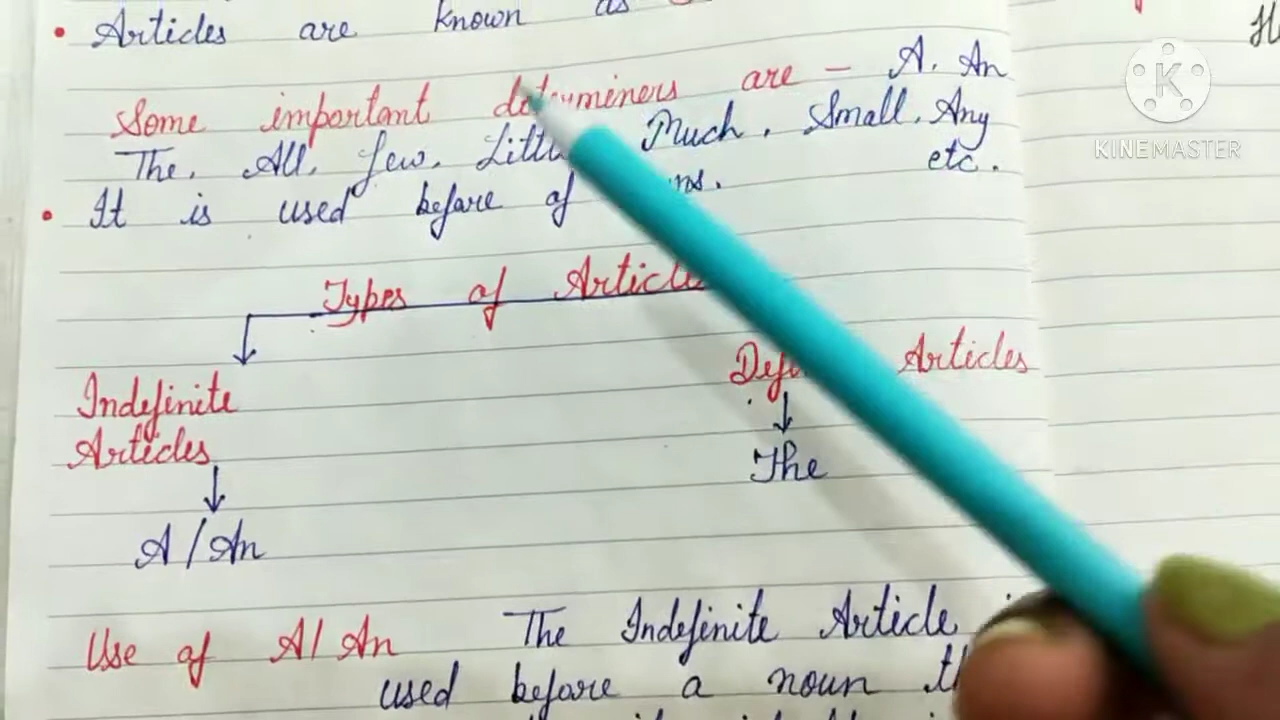 • Articles are known as
Some important determiners are - A. An
The. All. few. Little Much. Small. Any
etc.
• It is used before of
Types of Article
Indefinite
Articles
Articles
The
A/An
Use of A/An The Indefinite Article
used before a noun
K
KINEMASTER